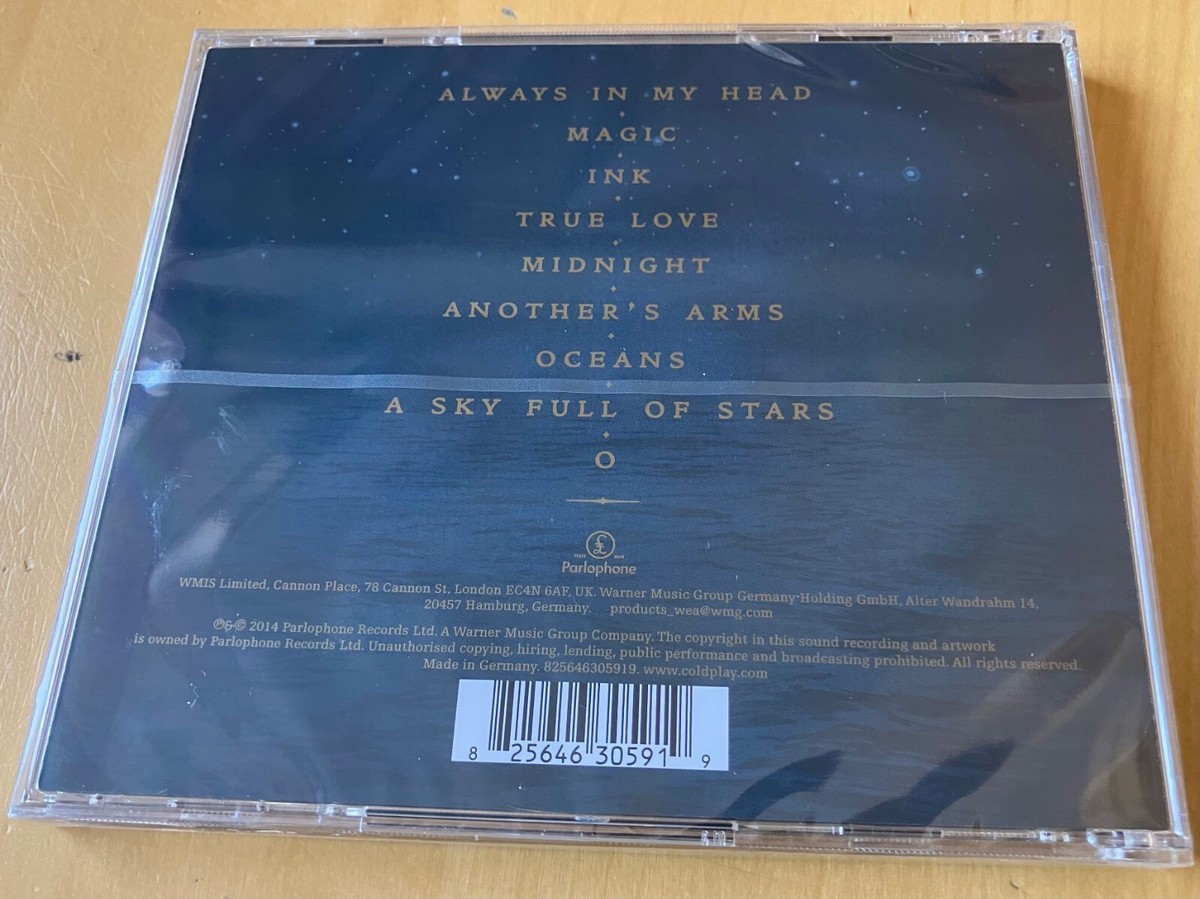 ALWAYS IN MY HEAD
MAGIC
INK
TRUE LOVE
MIDNIGHT
ANOTHER'S ARMS
OCEANS
A SKY FULL OF STARS
O
£
TRADE MARK
Parlophone
WMIS Limited, Cannon Place, 78 Cannon St, London EC4N 6AF, UK. Warner Music Group Germany Holding GmbH, Alter Wandrahm 14,
20457 Hamburg, Germany. products_wea@wmg.com
℗&© 2014 Parlophone Records Ltd. A Warner Music Group Company. The copyright in this sound recording and artwork
is owned by Parlophone Records Ltd. Unauthorised copying, hiring, lending, public performance and broadcasting prohibited. All rights reserved.
Made in Germany. 825646305919. www.coldplay.com
8 25646 30591 9